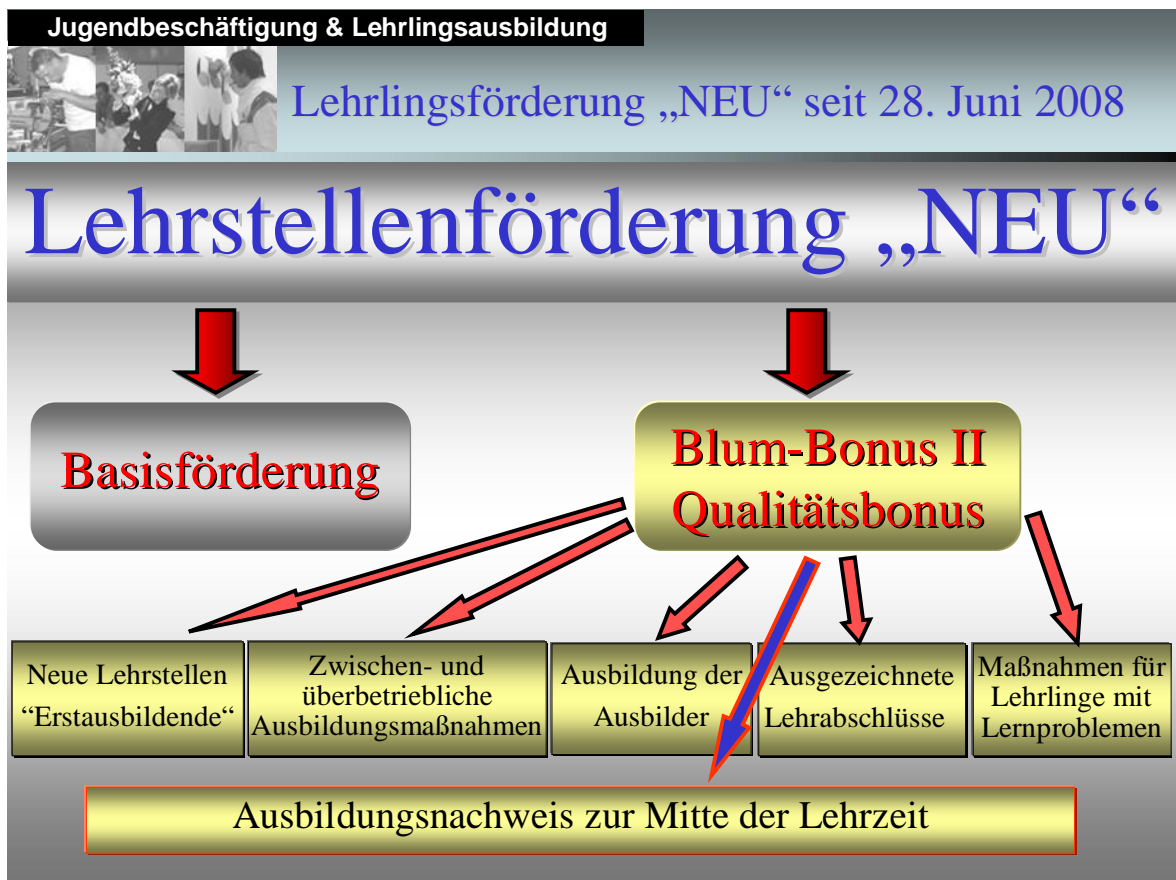 Jugendbeschäftigung & Lehrlingsausbildung
Lehrlingsförderung „NEU“ seit 28. Juni 2008
Lehrstellenförderung „NEU“
Basisförderung
Blum-Bonus II
Qualitätsbonus
Neue Lehrstellen
“Erstausbildende“
Zwischen- und
überbetriebliche
Ausbildungsmaßnahmen
Ausbildung der
Ausbilder
Ausgezeichnete
Lehrabschlüsse
Maßnahmen für
Lehrlinge mit
Lernproblemen
Ausbildungsnachweis zur Mitte der Lehrzeit